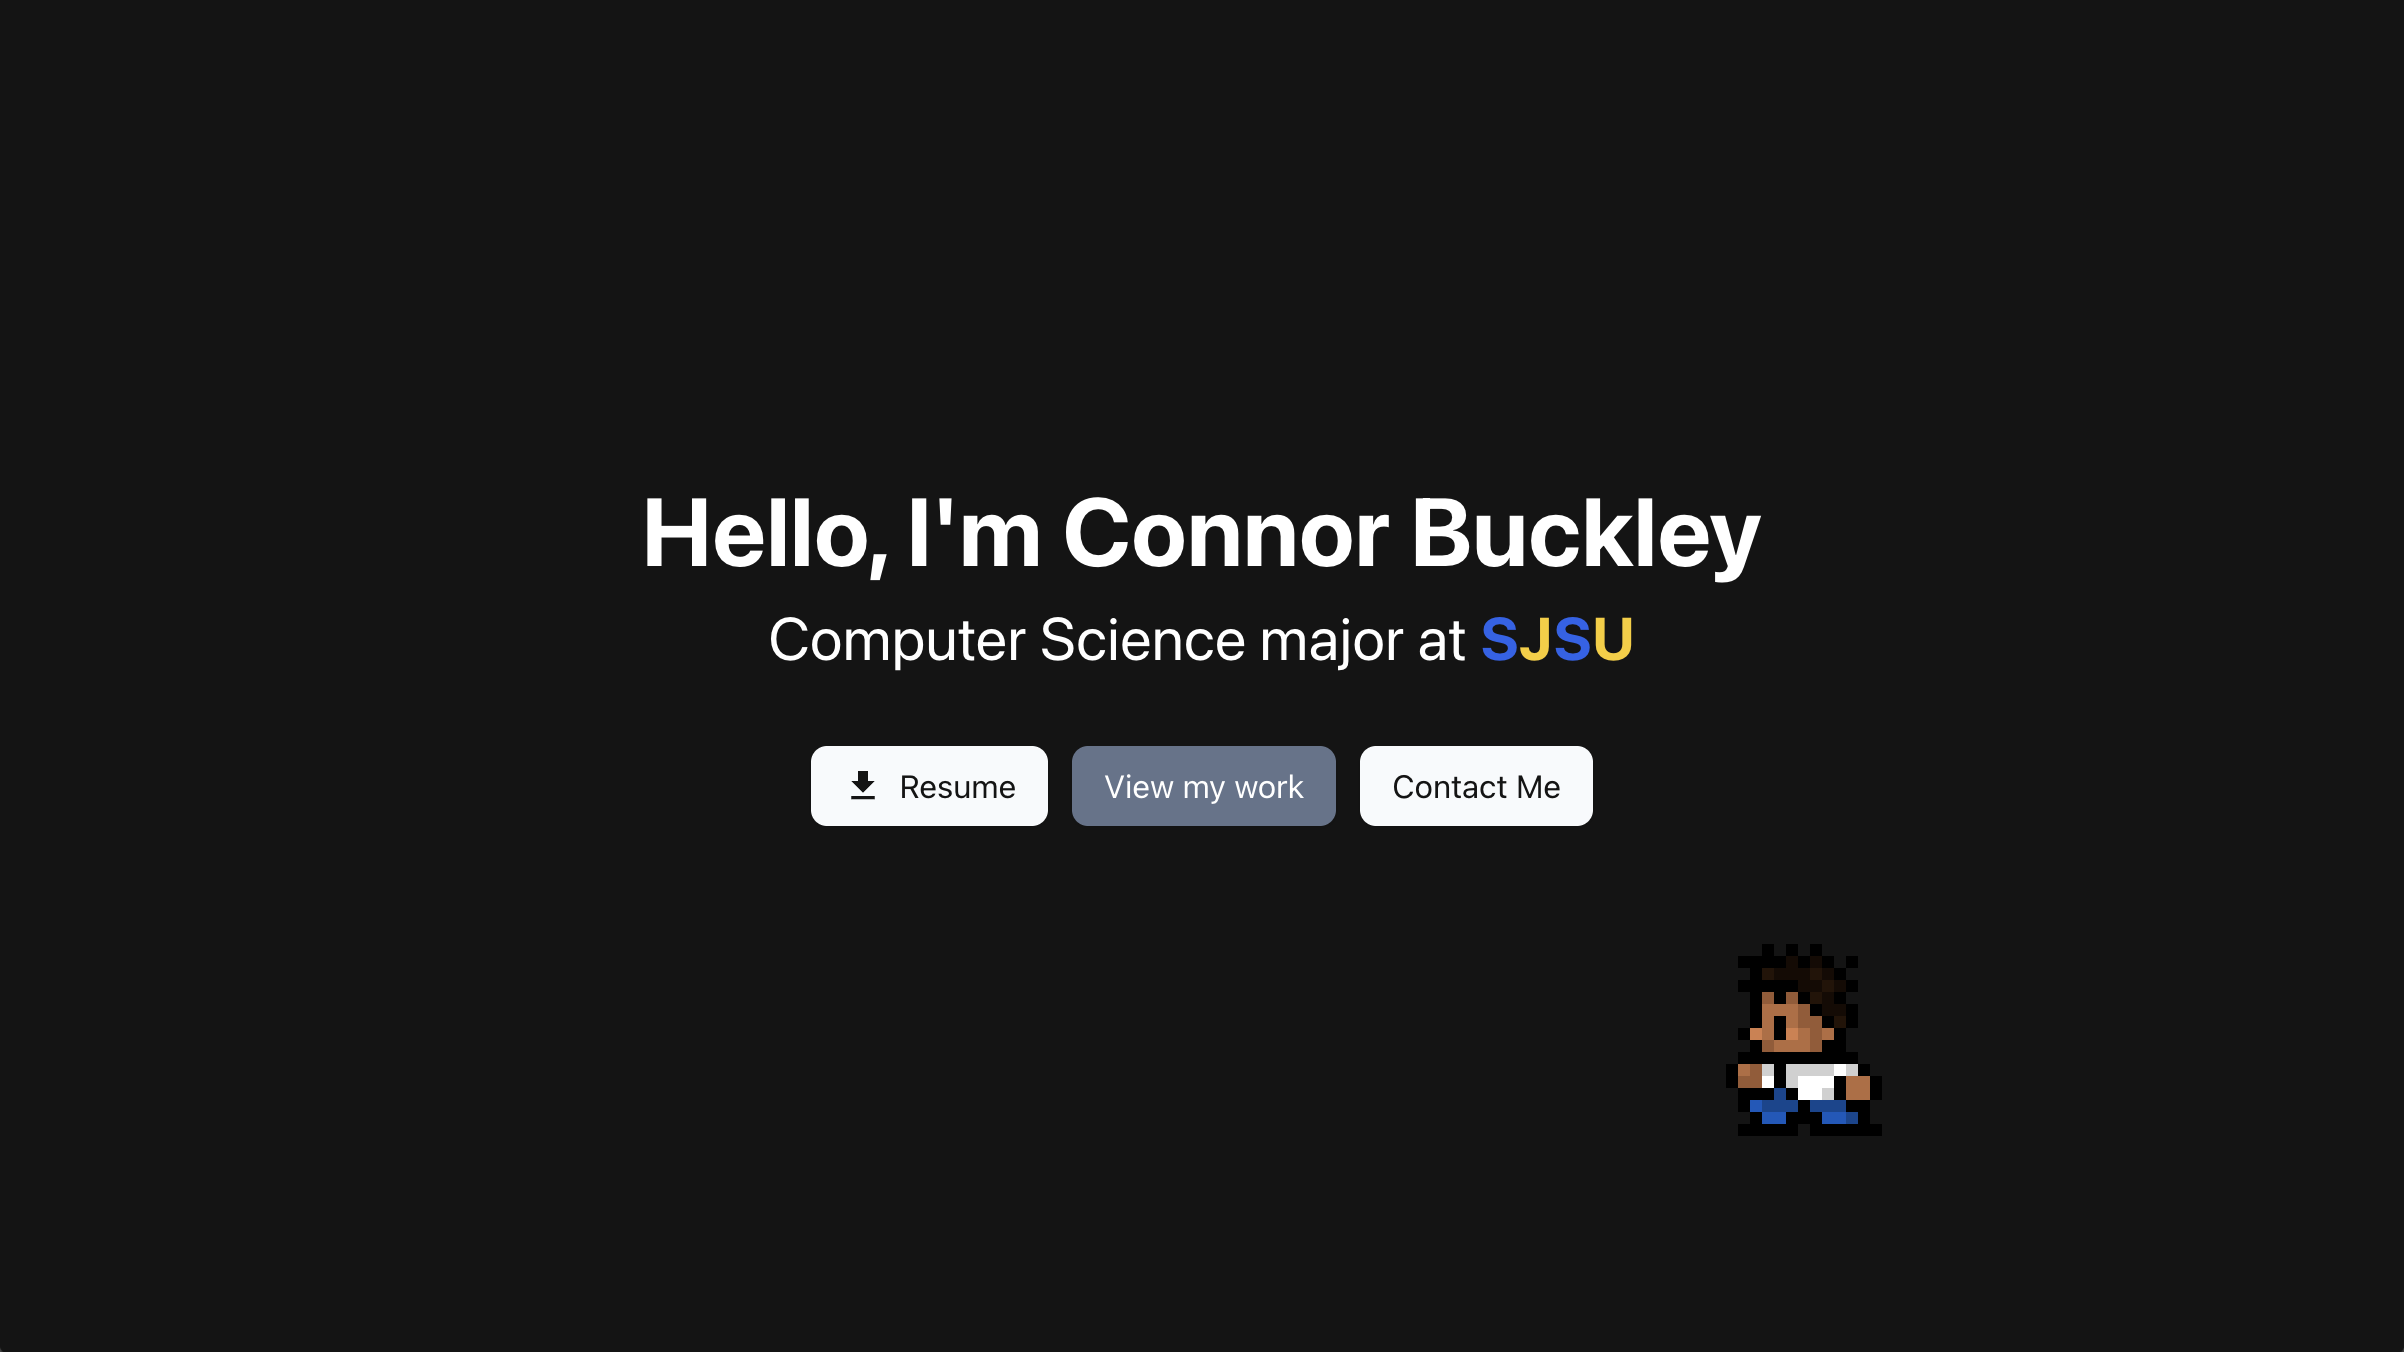 Hello, I'm Connor Buckley
Computer Science major at SJSU
Resume
View my work
Contact Me